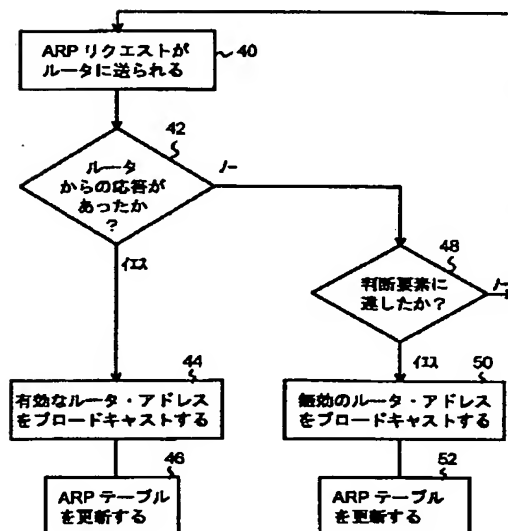 ARP リクエストが
ルータに送られる
40
42
ルータ
からの応答が
あったか
?
ノー
イエス
48
判断要素に
達したか?
ノー
イエス
44
有効なルータ・アドレス
をブロードキャストする
50
無効のルータ・アドレス
をブロードキャストする
46
ARP テーブル
を更新する
52
ARP テーブル
を更新する